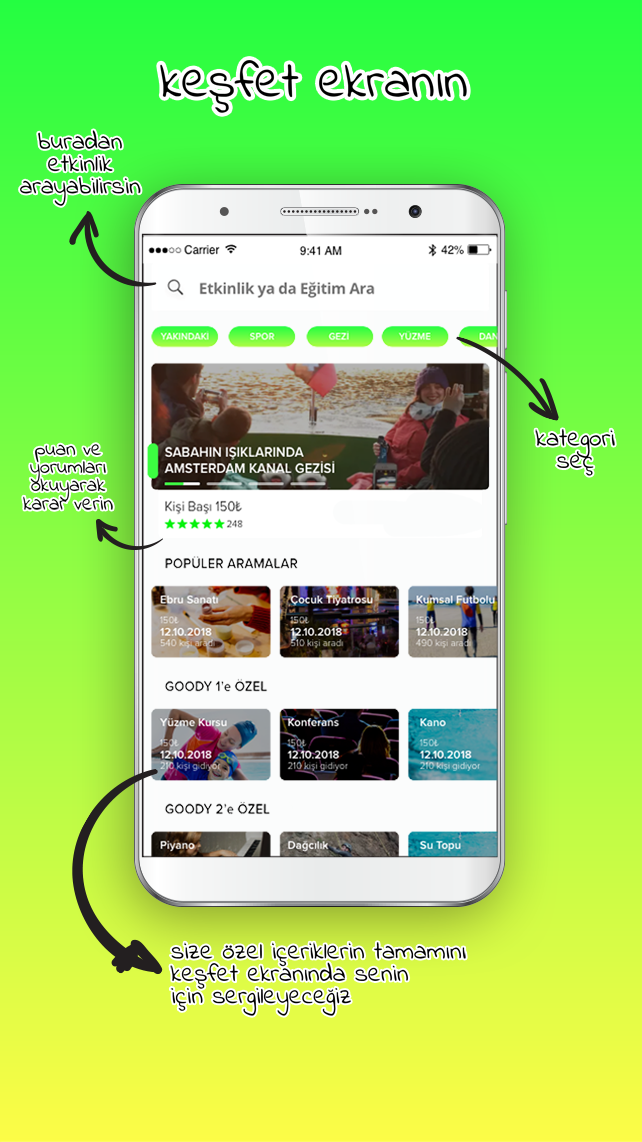 keşfet ekranın
buradan
etkinlik
arayabilirsin
Carrier
9:41 AM
42%
Etkinlik ya da Eğitim Ara
YAKINDAKİ
SPOR
GEZİ
YÜZME
DAN
kategori
seç
SABAHIN IŞIKLARINDA
AMSTERDAM KANAL GEZİSİ
Kişi Başı 150₺
248
puan ve
yorumları
okuyarak
karar verin
POPÜLER ARAMALAR
Ebru Sanatı
150₺
12.10.2018
540 kişi aradı
Çocuk Tiyatrosu
150₺
12.10.2018
510 kişi aradı
Kumsal Futbolu
150₺
12.10.2018
490 kişi aradı
GOODY 1'e ÖZEL
Yüzme Kursu
150₺
12.10.2018
210 kişi gidiyor
Konferans
150₺
12.10.2018
210 kişi gidiyor
Kano
150₺
12.10.2018
210 kişi gidiyor
GOODY 2'e ÖZEL
Piyano
Dağcılık
Su Topu
size özel içeriklerin tamamını
keşfet ekranında senin
için sergileyeceğiz